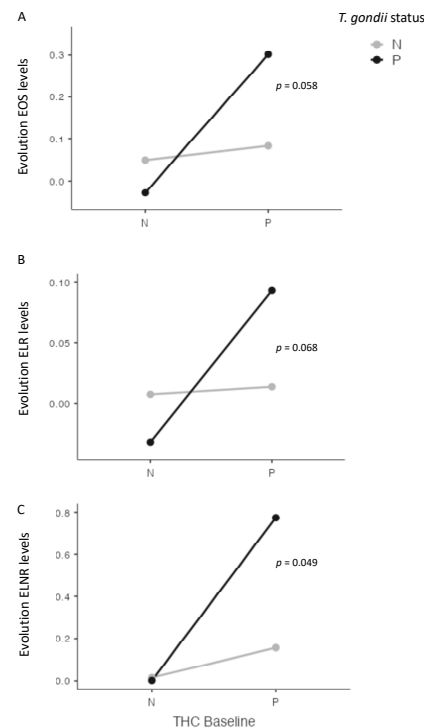 A
T. gondii status
N
P
Evolution EOS levels
0.3
0.2
0.1
0.0
p = 0.058
N P
B
Evolution ELR levels
0.10
0.05
0.00
p = 0.068
N P
C
Evolution ELNR levels
0.8
0.6
0.4
0.2
0.0
p = 0.049
N P
THC Baseline